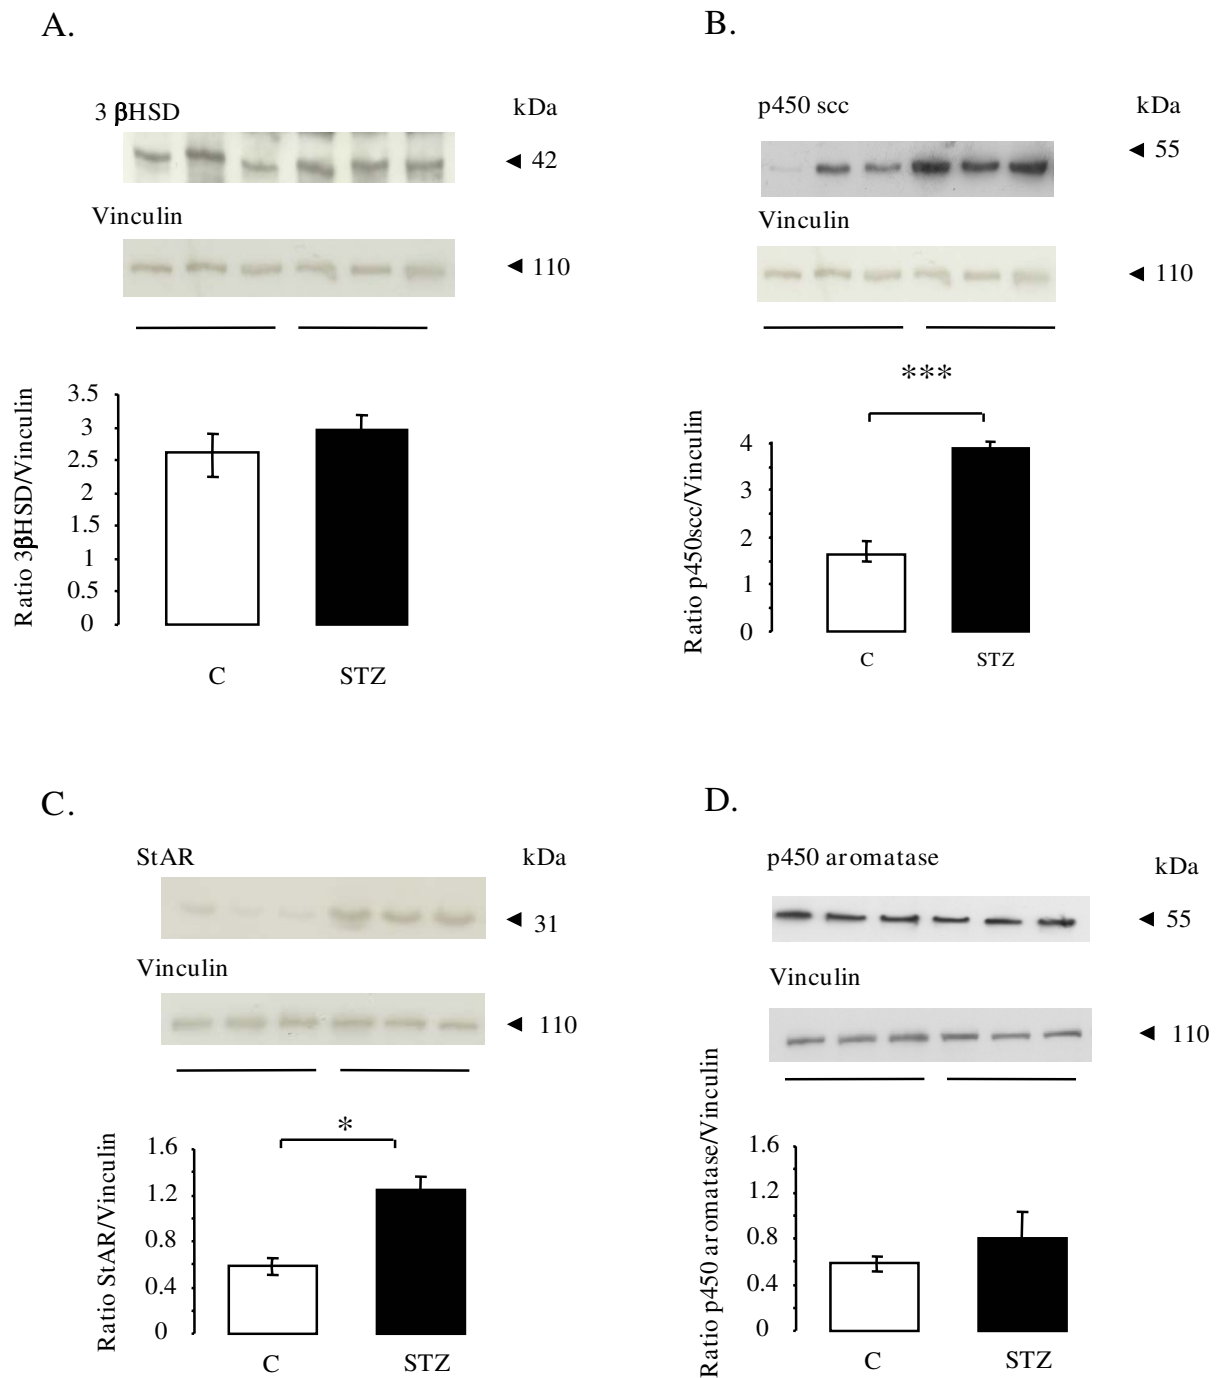 A.
3 βHSD
kDa
42
Vinculin
110
Ratio 3βHSD/Vinculin
3.5
3
2.5
2
1.5
1
0.5
0
C
STZ
B.
p450 scc
kDa
55
Vinculin
110
***
Ratio p450scc/Vinculin
4
3
2
1
0
C
STZ
C.
StAR
kDa
31
Vinculin
110
*
Ratio StAR/Vinculin
1.6
1.2
0.8
0.4
0
C
STZ
D.
p450 aromatase
kDa
55
Vinculin
110
Ratio p450 aromatase/Vinculin
1.6
1.2
0.8
0.4
0
C
STZ